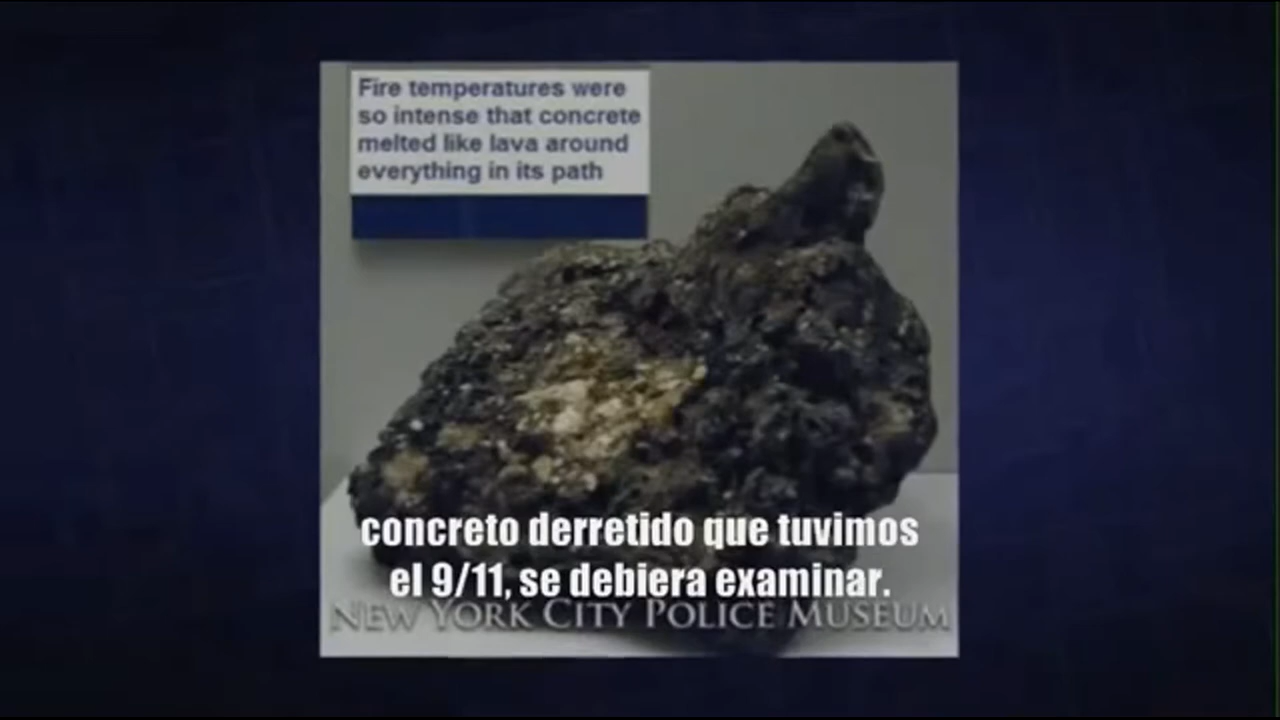 Fire temperatures were
so intense that concrete
melted like lava around
everything in its path
concreto derretido que tuvimos
el 9/11, se debiera examinar.
NEW YORK CITY POLICE MUSEUM